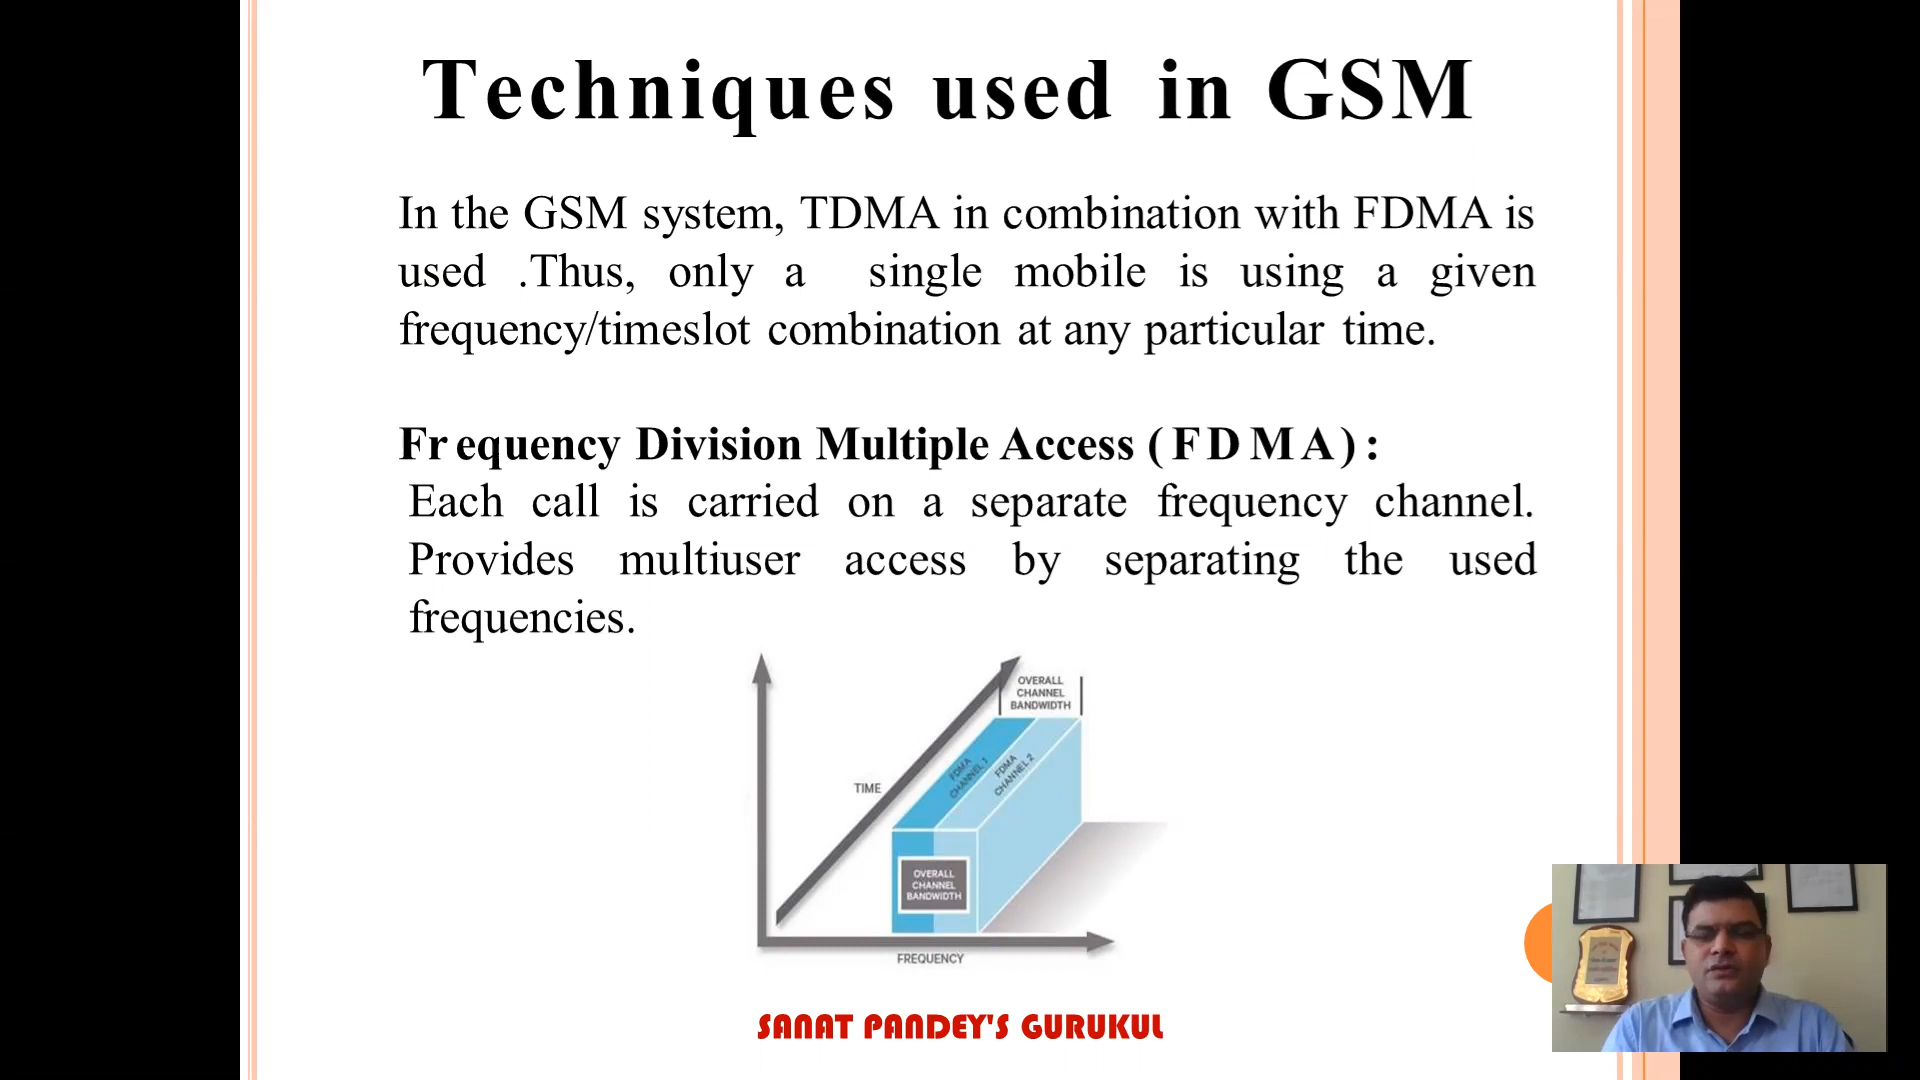 Techniques used in GSM
In the GSM system, TDMA in combination with FDMA is
used .Thus, only a single mobile is using a given
frequency/timeslot combination at any particular time.
Frequency Division Multiple Access (FDMA):
Each call is carried on a separate frequency channel.
Provides multiuser access by separating the used
frequencies.
OVERALL
CHANNEL
BANDWIDTH
FDMA
CHANNEL 1
FDMA
CHANNEL 2
TIME
OVERALL
CHANNEL
BANDWIDTH
FREQUENCY
SANAT PANDEY'S GURUKUL